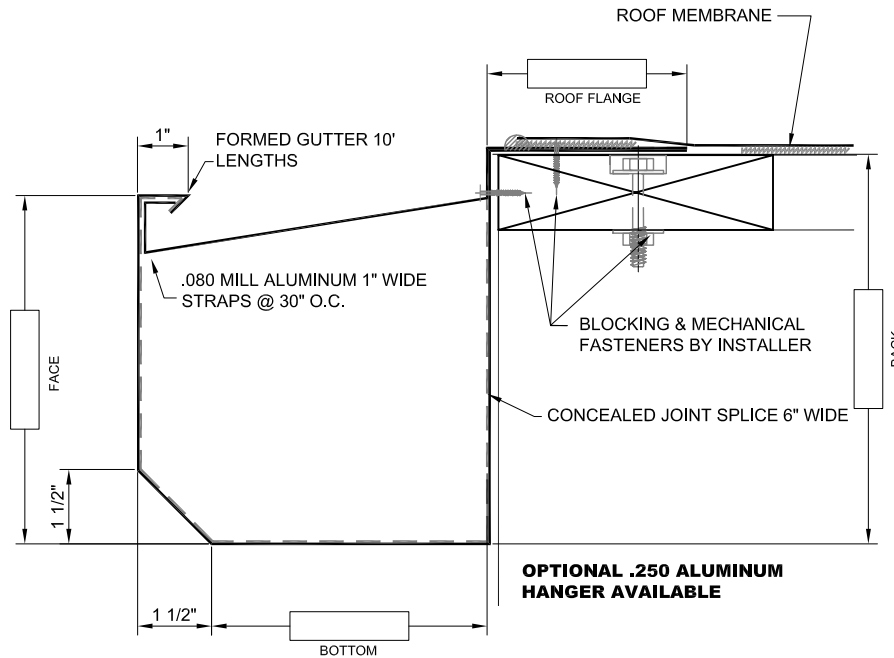 ROOF MEMBRANE
ROOF FLANGE
1"
FORMED GUTTER 10'
LENGTHS
.080 MILL ALUMINUM 1" WIDE
STRAPS @ 30" O.C.
BLOCKING & MECHANICAL
FASTENERS BY INSTALLER
FACE
CONCEALED JOINT SPLICE 6" WIDE
1 1/2"
OPTIONAL .250 ALUMINUM
HANGER AVAILABLE
1 1/2"
BOTTOM